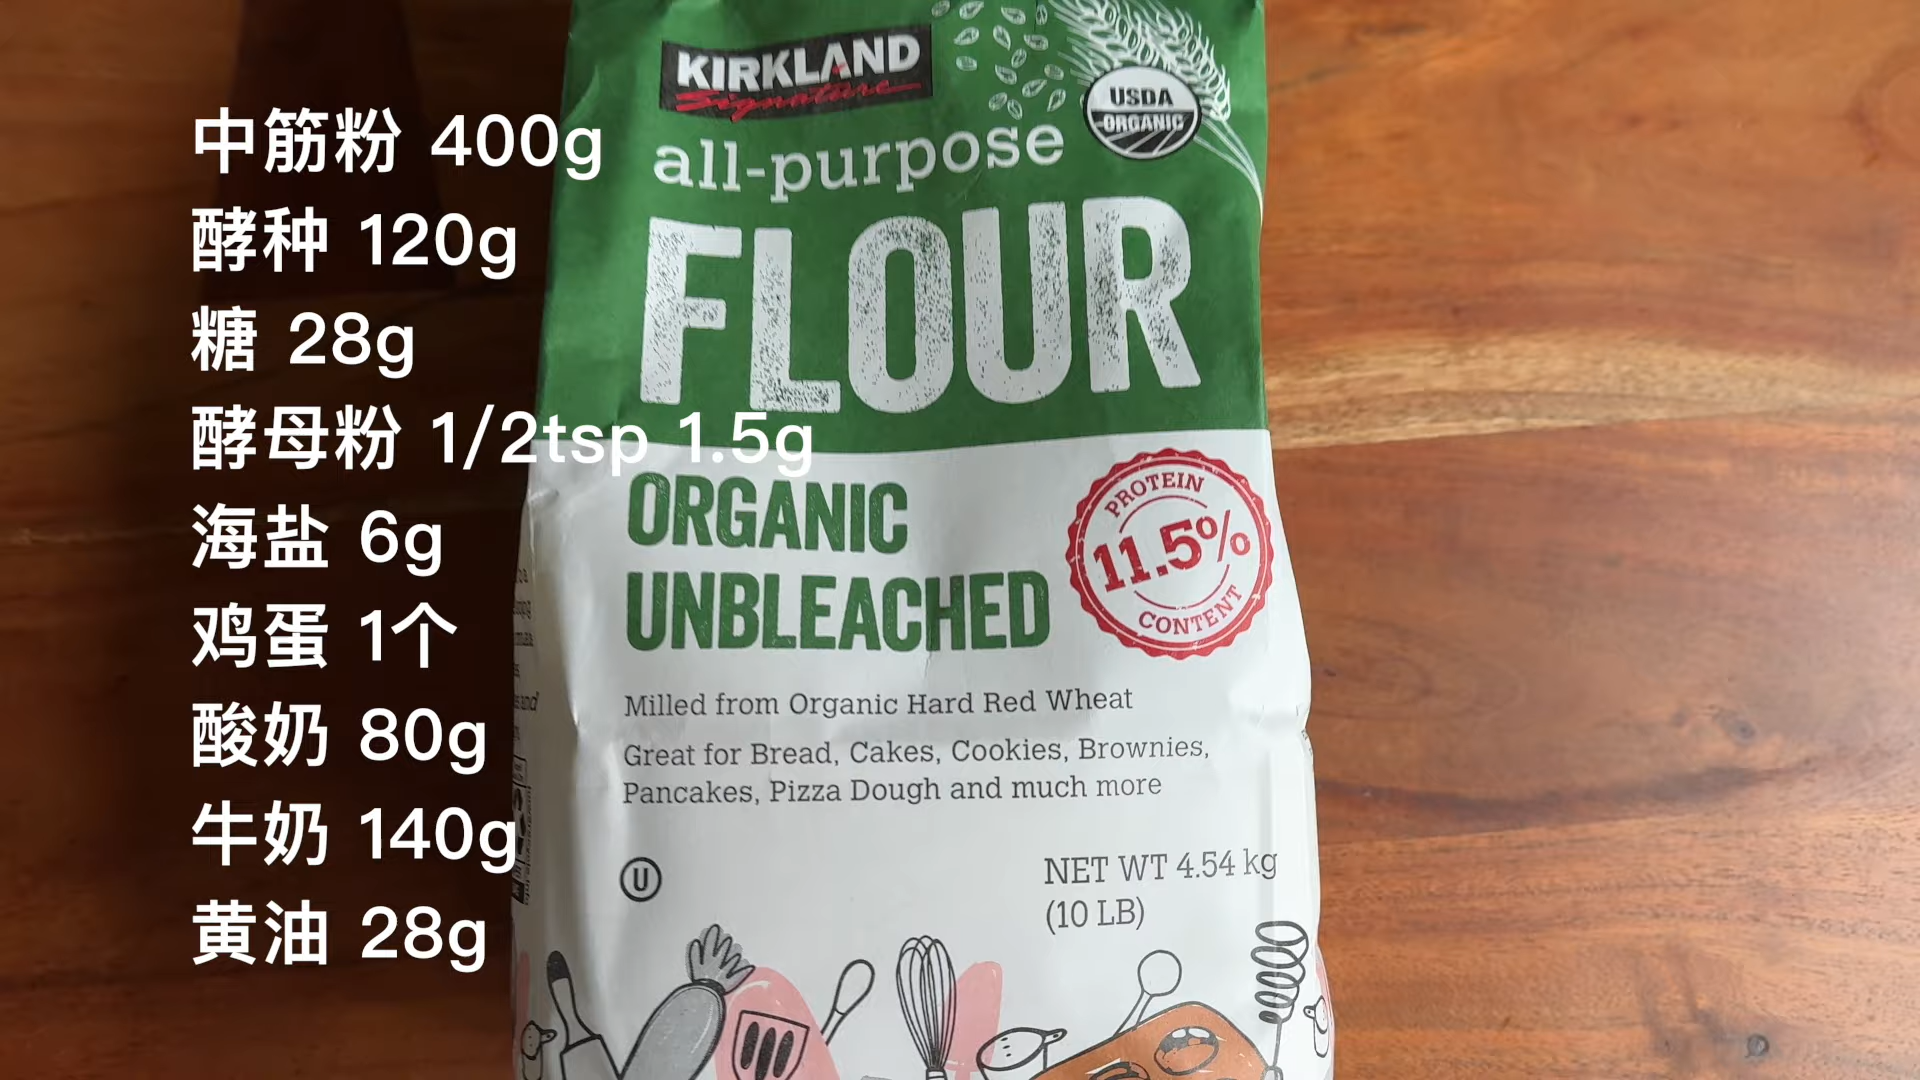 中筋粉 400g
酵种 120g
糖 28g
酵母粉 1/2tsp 1.5g
海盐 6g
鸡蛋 1个
酸奶 80g
牛奶 140g
黄油 28g
KIRKLAND
Signature
USDA
ORGANIC
all-purpose
FLOUR
ORGANIC
UNBLEACHED
PROTEIN
11.5%
CONTENT
Milled from Organic Hard Red Wheat
Great for Bread, Cakes, Cookies, Brownies,
Pancakes, Pizza Dough and much more
U
NET WT 4.54 kg
(10 LB)